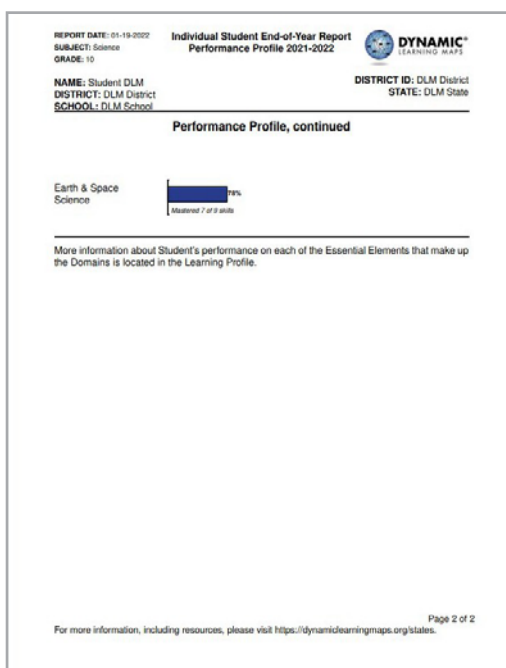 REPORT DATE: 01-19-2022
SUBJECT: Science
GRADE: 10
Individual Student End-of-Year Report
Performance Profile 2021-2022
DYNAMIC®
LEARNING MAPS
NAME: Student DLM
DISTRICT: DLM District
SCHOOL: DLM School
DISTRICT ID: DLM District
STATE: DLM State
Performance Profile, continued
Earth & Space
Science
78%
Mastered 7 of 9 skills
More information about Student's performance on each of the Essential Elements that make up
the Domains is located in the Learning Profile.
Page 2 of 2
For more information, including resources, please visit https://dynamiclearningmaps.org/states.